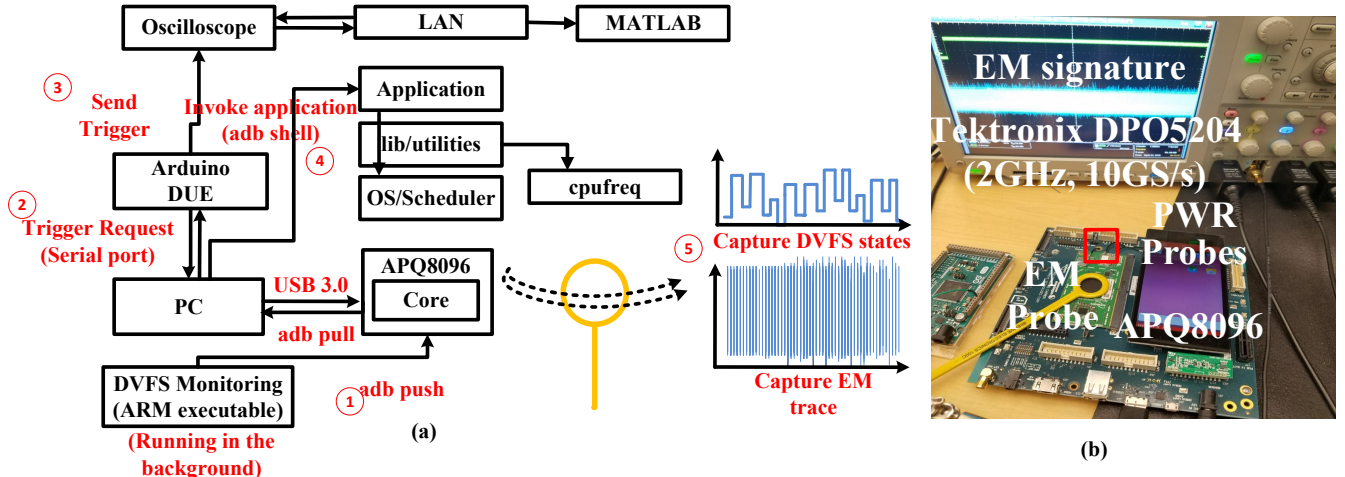 Oscilloscope
LAN
MATLAB
3
Send
Trigger
Invoke application
(adb shell)
4
Application
lib/utilities
OS/Scheduler
cpufreq
Arduino
DUE
2
Trigger Request
(Serial port)
PC
USB 3.0
adb pull
APQ8096
Core
DVFS Monitoring
(ARM executable)
(Running in the
background)
1
adb push
5
Capture DVFS states
Capture EM
trace
(a)
EM signature
Tektronix DPO5204
(2GHz, 10GS/s)
PWR
Probes
EM
Probe
APQ8096
(b)